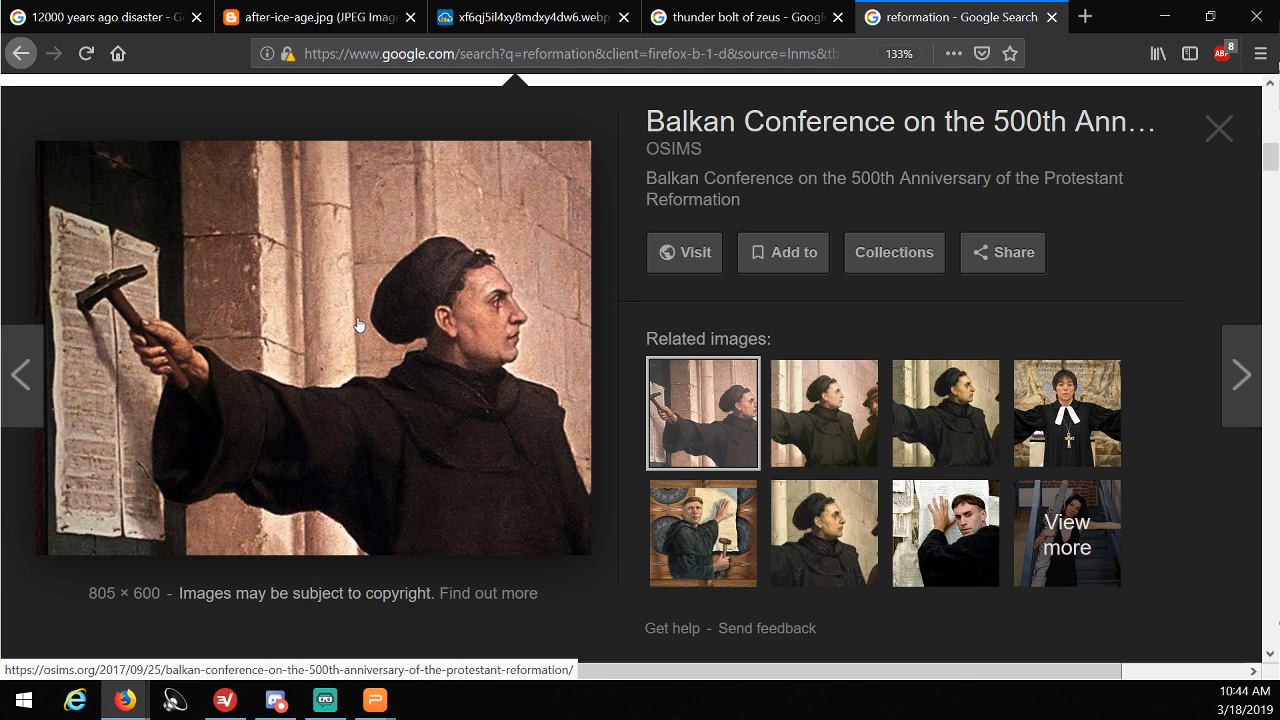 12000 years ago disaster - Go
after-ice-age.jpg (JPEG Imag
xf6qj5il4xy8mdxy4dw6.webp
thunder bolt of zeus - Google
reformation - Google Search
https://www.google.com/search?q=reformation&client=firefox-b-1-d&source=lnms&tb
133%
ABP
8
Balkan Conference on the 500th Ann…
OSIMS
Balkan Conference on the 500th Anniversary of the Protestant
Reformation
Visit
Add to
Collections
Share
Related images:
View
more
805 × 600 - Images may be subject to copyright. Find out more
Get help - Send feedback
https://osims.org/2017/09/25/balkan-conference-on-the-500th-anniversary-of-the-protestant-reformation/
10:44 AM
3/18/2019